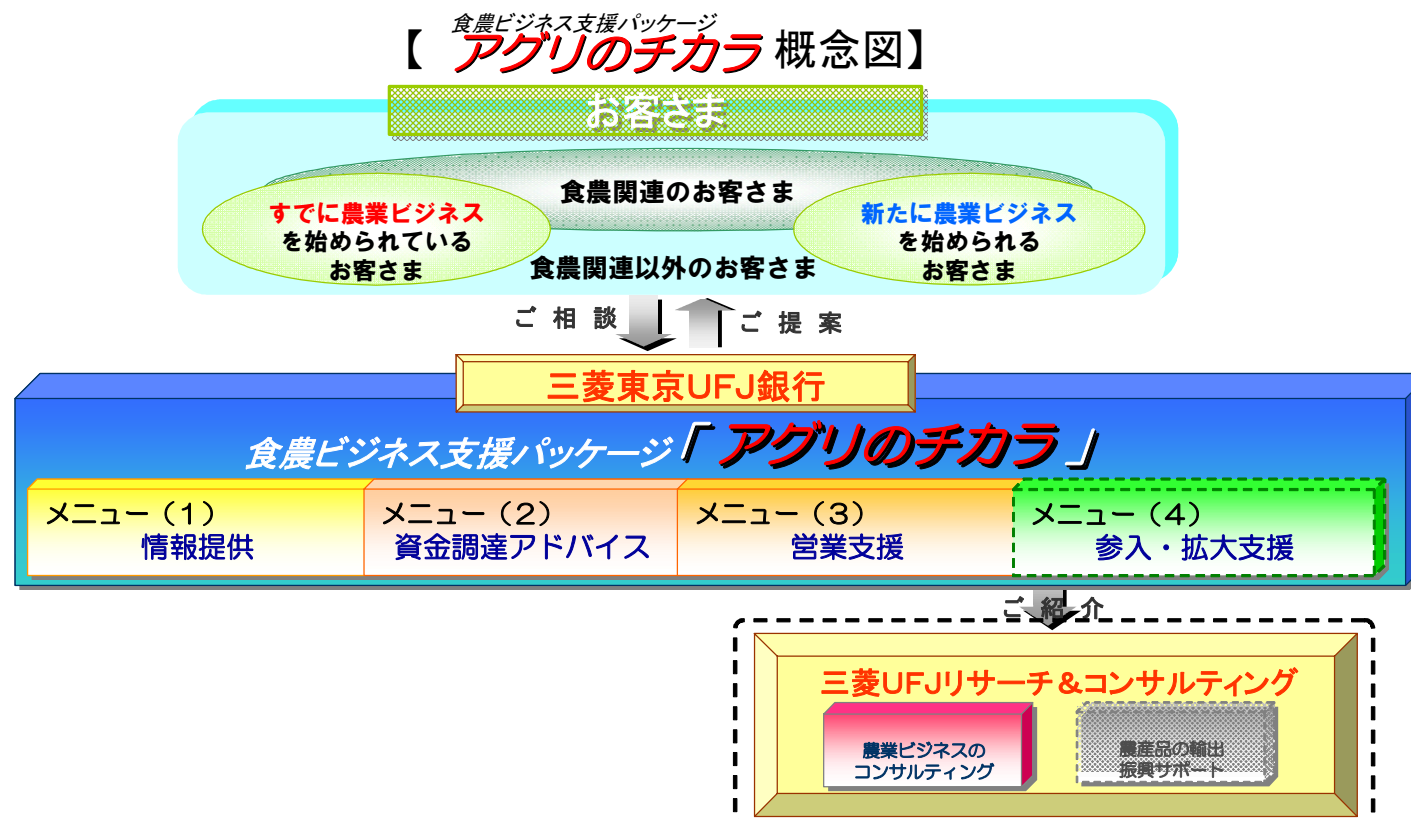 食農ビジネス支援パッケージ
【 アグリのチカラ 概念図】
お客さま
食農関連のお客さま
すでに農業ビジネス
を始められている
お客さま
新たに農業ビジネス
を始められる
お客さま
食農関連以外のお客さま
ご 相 談
ご 提 案
三菱東京UFJ銀行
食農ビジネス支援パッケージ「 アグリのチカラ 」
メニュー（1）
情報提供
メニュー（2）
資金調達アドバイス
メニュー（3）
営業支援
メニュー（4）
参入・拡大支援
ご 紹 介
三菱UFJリサーチ＆コンサルティング
農業ビジネスの
コンサルティング
農産品の輸出
振興サポート